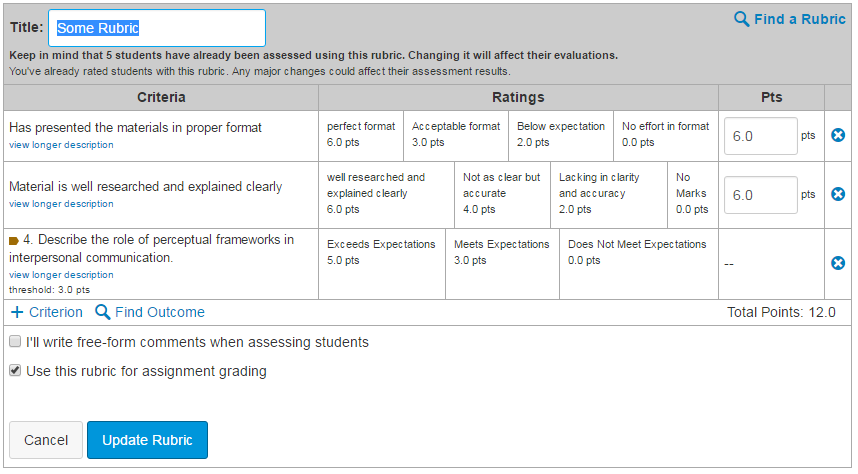 Title: Some Rubric
Find a Rubric
Keep in mind that 5 students have already been assessed using this rubric. Changing it will affect their evaluations.
You've already rated students with this rubric. Any major changes could affect their assessment results.
Criteria Ratings Pts
Has presented the materials in proper format
view longer description
perfect format
6.0 pts
Acceptable format
3.0 pts
Below expectation
2.0 pts
No effort in format
0.0 pts
6.0 pts
Material is well researched and explained clearly
view longer description
well researched and
explained clearly
6.0 pts
Not as clear but
accurate
4.0 pts
Lacking in clarity
and accuracy
2.0 pts
No
Marks
0.0 pts
6.0 pts
4. Describe the role of perceptual frameworks in
interpersonal communication.
view longer description
threshold: 3.0 pts
Exceeds Expectations
5.0 pts
Meets Expectations
3.0 pts
Does Not Meet Expectations
0.0 pts
--
+ Criterion Find Outcome Total Points: 12.0
I'll write free-form comments when assessing students
Use this rubric for assignment grading
Cancel Update Rubric